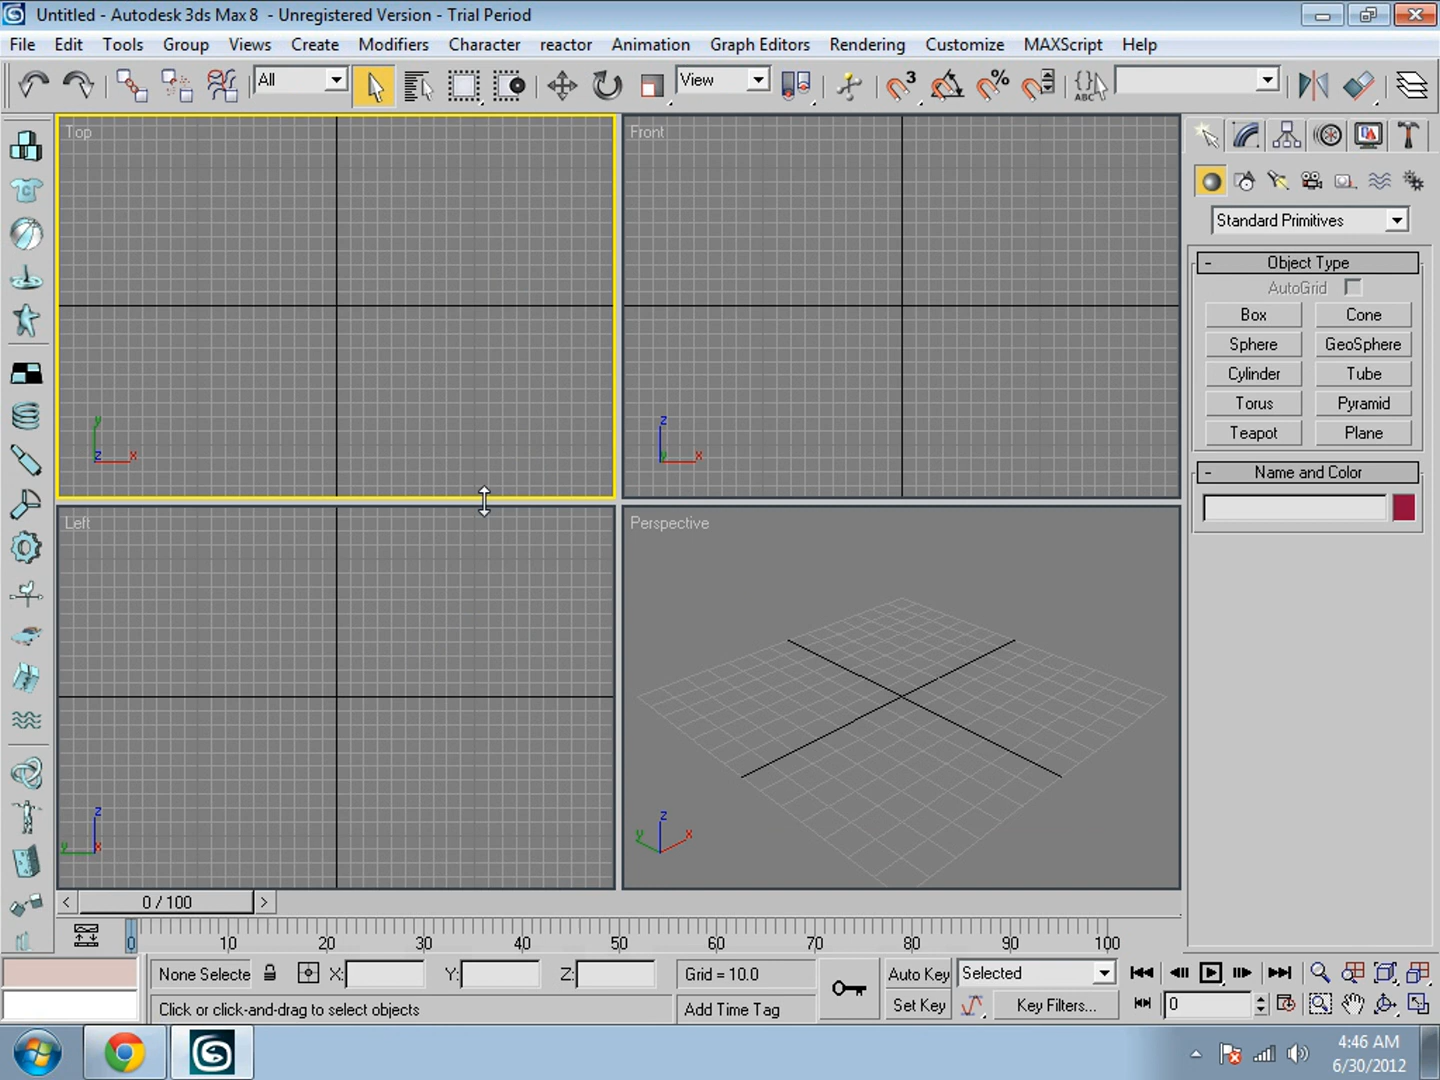 Untitled - Autodesk 3ds Max 8 - Unregistered Version - Trial Period
File Edit Tools Group Views Create Modifiers Character reactor Animation Graph Editors Rendering Customize MAXScript Help
All View 3 % {} ABC
Top Front
Standard Primitives
- Object Type
AutoGrid
Box Cone
Sphere GeoSphere
Cylinder Tube
Torus Pyramid
Teapot Plane
y z x
z y x
- Name and Color
Left Perspective
z y x
z y x
< 0 / 100 >
0 10 20 30 40 50 60 70 80 90 100
None Selecte X: Y: Z: Grid = 10.0 Auto Key Selected
Click or click-and-drag to select objects Add Time Tag Set Key Key Filters... 0
4:46 AM
6/30/2012